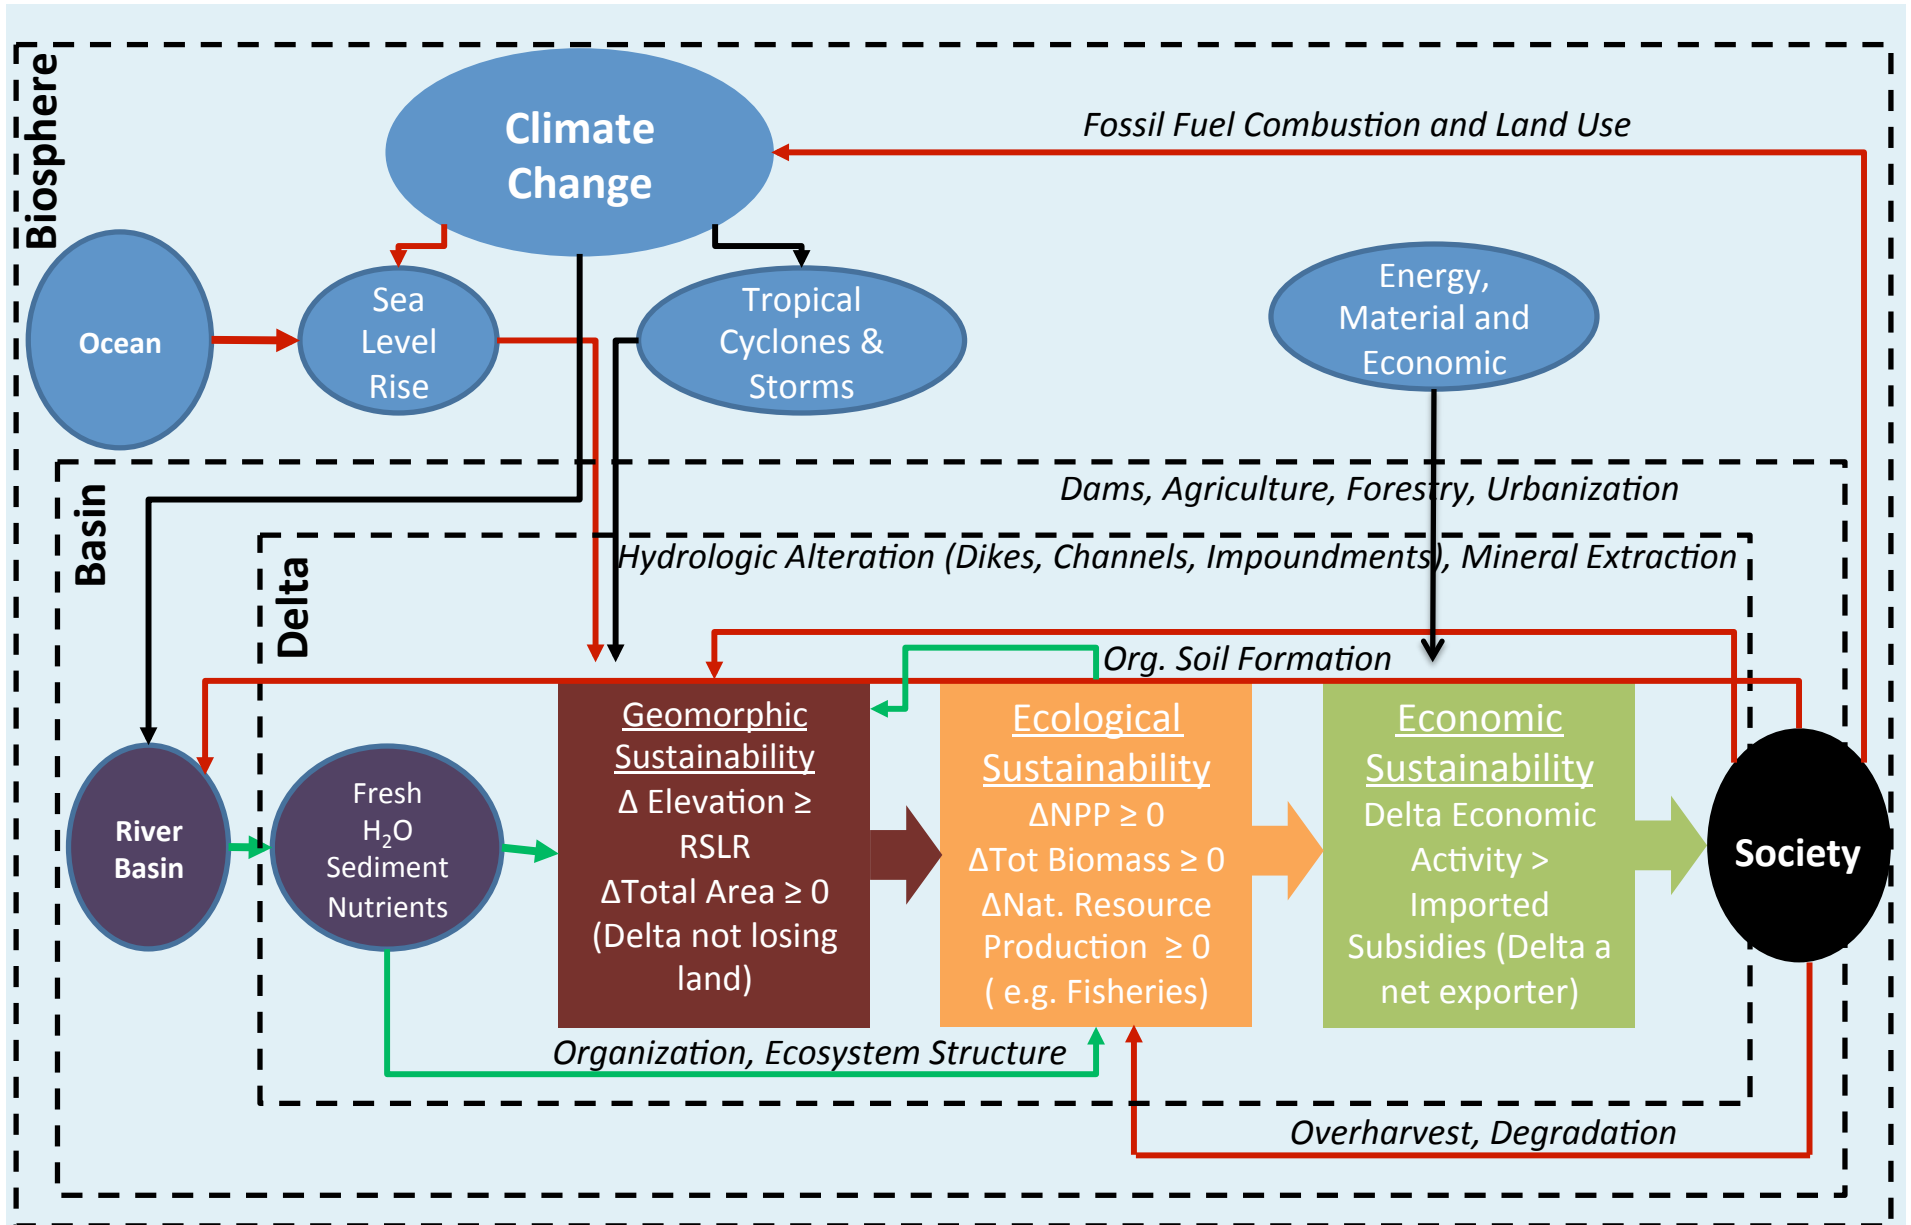 Biosphere
Climate
Change
Fossil Fuel Combustion and Land Use
Ocean
Sea
Level
Rise
Tropical
Cyclones &
Storms
Energy,
Material and
Economic
Basin
Dams, Agriculture, Forestry, Urbanization
Delta
Hydrologic Alteration (Dikes, Channels, Impoundments), Mineral Extraction
Org. Soil Formation
River
Basin
Fresh
H₂O
Sediment
Nutrients
Geomorphic
Sustainability
Δ Elevation ≥
RSLR
ΔTotal Area ≥ 0
(Delta not losing
land)
Ecological
Sustainability
ΔNPP ≥ 0
ΔTot Biomass ≥ 0
ΔNat. Resource
Production ≥ 0
( e.g. Fisheries)
Economic
Sustainability
Delta Economic
Activity >
Imported
Subsidies (Delta a
net exporter)
Society
Organization, Ecosystem Structure
Overharvest, Degradation